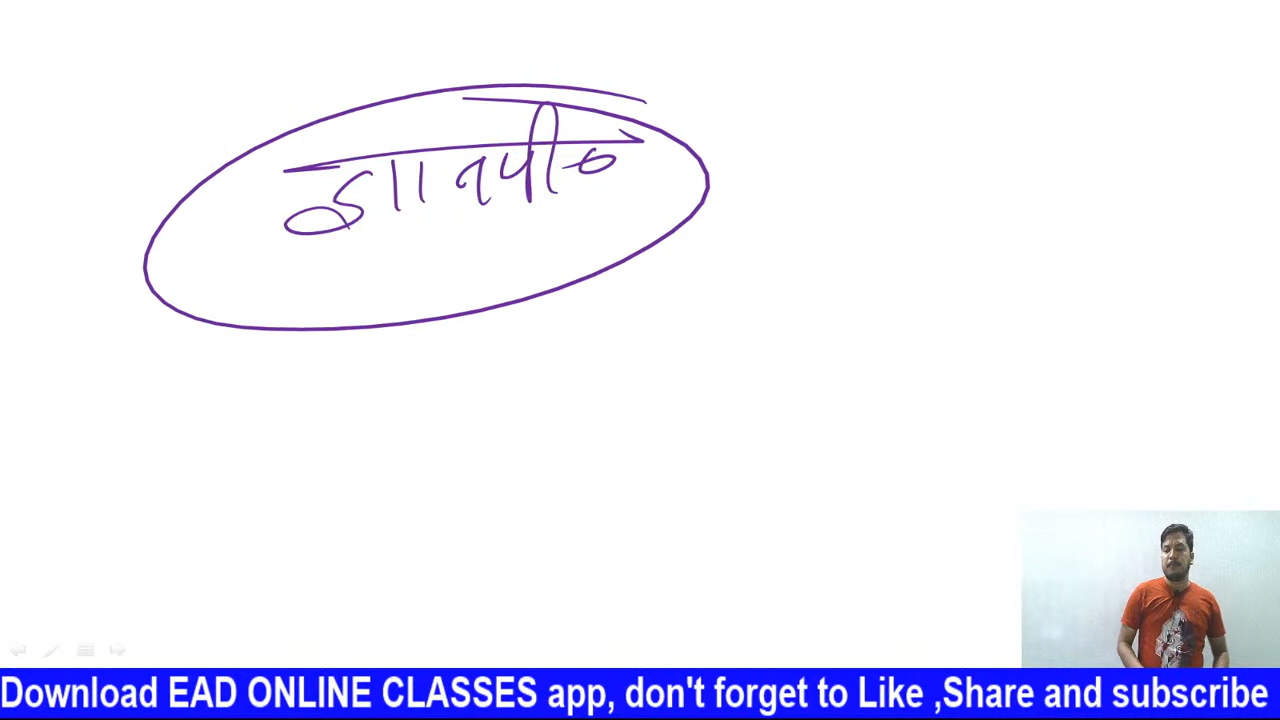 ज्ञानपीठ
Download EAD ONLINE CLASSES app, don't forget to Like ,Share and subscribe